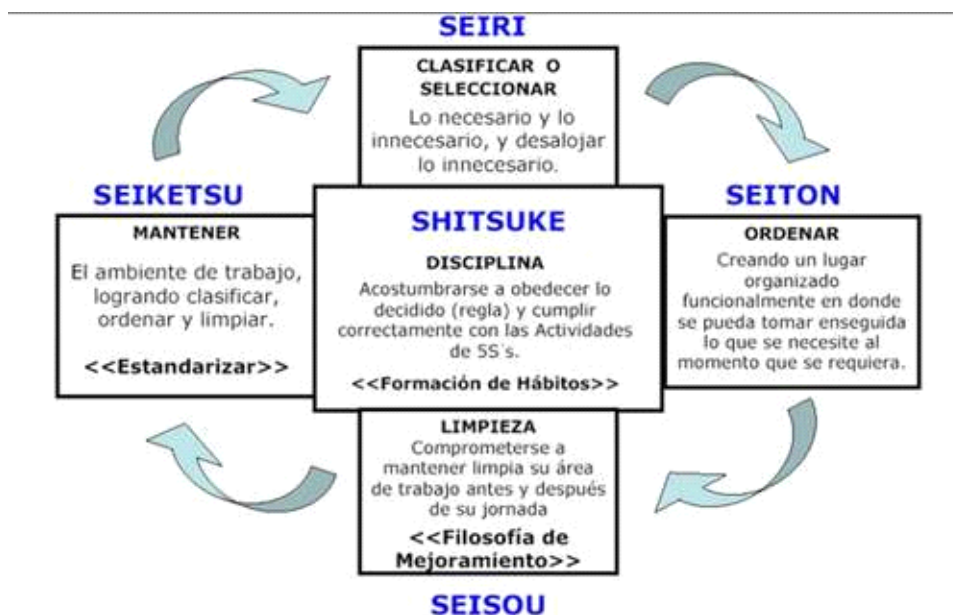 SEIRI
CLASIFICAR O
SELECCIONAR
Lo necesario y lo
innecesario, y desalojar
lo innecesario.
SEIKETSU
MANTENER
El ambiente de trabajo,
logrando clasificar,
ordenar y limpiar.
<<Estandarizar>>
SHITSUKE
DISCIPLINA
Acostumbrarse a obedecer lo
decidido (regla) y cumplir
correctamente con las Actividades
de 5S´s.
<<Formación de Hábitos>>
SEITON
ORDENAR
Creando un lugar
organizado
funcionalmente en donde
se pueda tomar enseguida
lo que se necesite al
momento que se requiera.
LIMPIEZA
Comprometerse a
mantener limpia su área
de trabajo antes y después
de su jornada
<<Filosofía de
Mejoramiento>>
SEISOU